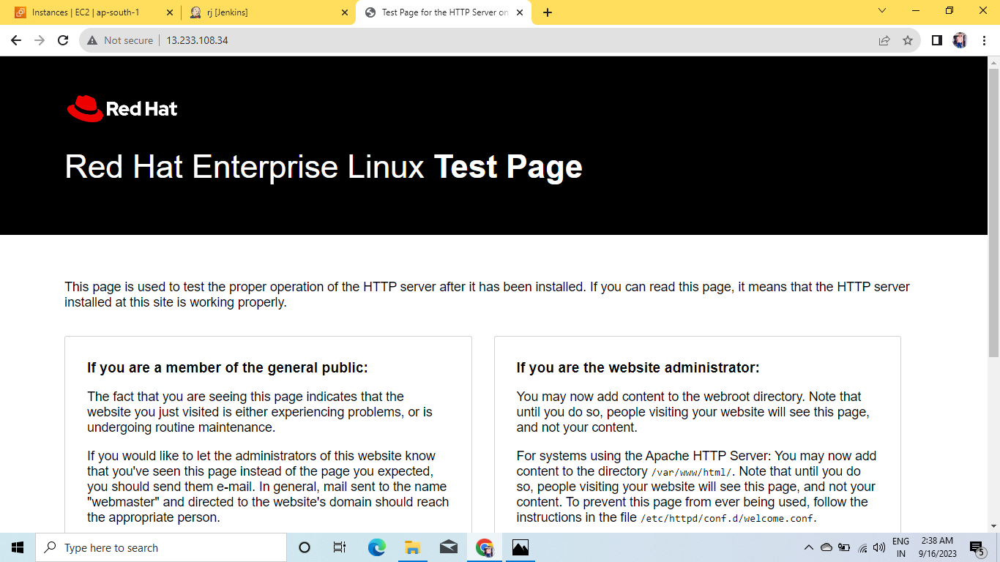 Instances | EC2 | ap-south-1
rj [Jenkins]
Test Page for the HTTP Server on
Not secure
13.233.108.34
Red Hat
Red Hat Enterprise Linux Test Page
This page is used to test the proper operation of the HTTP server after it has been installed. If you can read this page, it means that the HTTP server
installed at this site is working properly.
If you are a member of the general public:
The fact that you are seeing this page indicates that the
website you just visited is either experiencing problems, or is
undergoing routine maintenance.
If you would like to let the administrators of this website know
that you've seen this page instead of the page you expected,
you should send them e-mail. In general, mail sent to the name
"webmaster" and directed to the website's domain should reach
the appropriate person.
If you are the website administrator:
You may now add content to the webroot directory. Note that
until you do so, people visiting your website will see this page,
and not your content.
For systems using the Apache HTTP Server: You may now add
content to the directory /var/www/html/. Note that until you do
so, people visiting your website will see this page, and not your
content. To prevent this page from ever being used, follow the
instructions in the file /etc/httpd/conf.d/welcome.conf.
Type here to search
ENG
IN
2:38 AM
9/16/2023
5